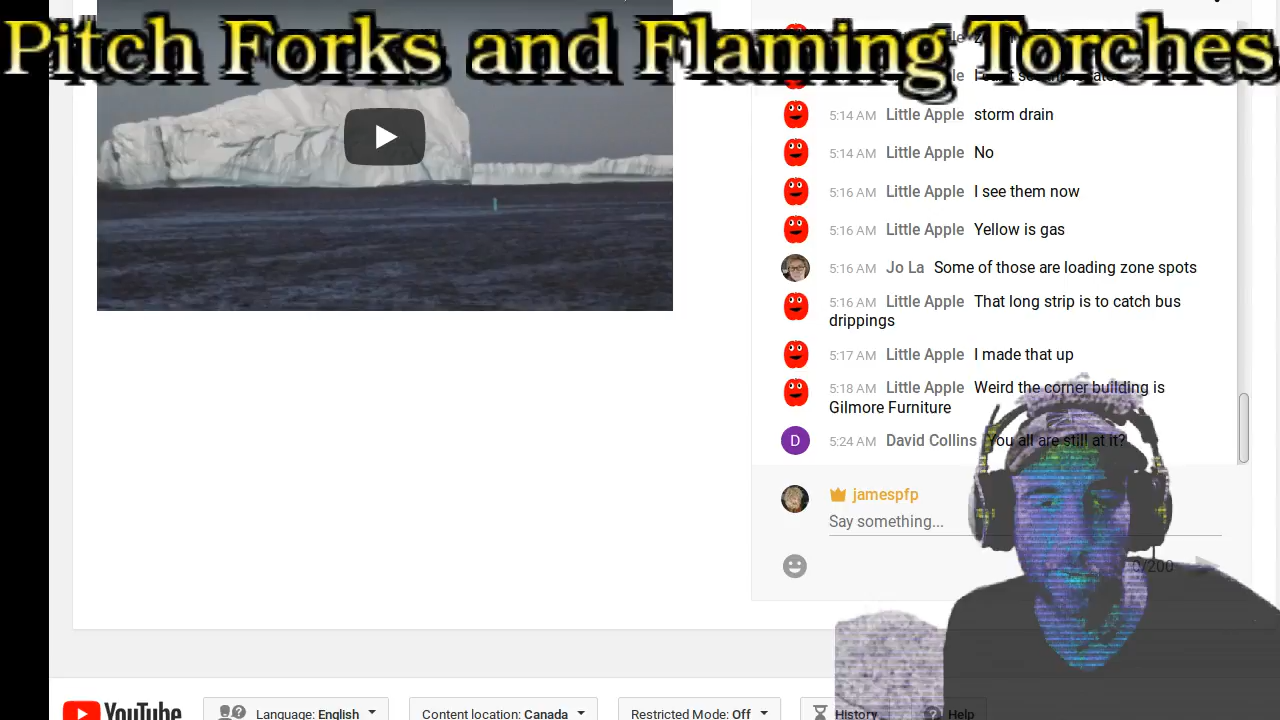 Pitch Forks and Flaming Torches
5:14 AM Little Apple storm drain
5:14 AM Little Apple No
5:16 AM Little Apple I see them now
5:16 AM Little Apple Yellow is gas
5:16 AM Jo La Some of those are loading zone spots
5:16 AM Little Apple That long strip is to catch bus
drippings
5:17 AM Little Apple I made that up
5:18 AM Little Apple Weird the corner building is
Gilmore Furniture
D 5:24 AM David Collins You all are still at it?
jamespfp
Say something...
0/200
YouTube Language: English Content location: Canada Restricted Mode: Off History Help